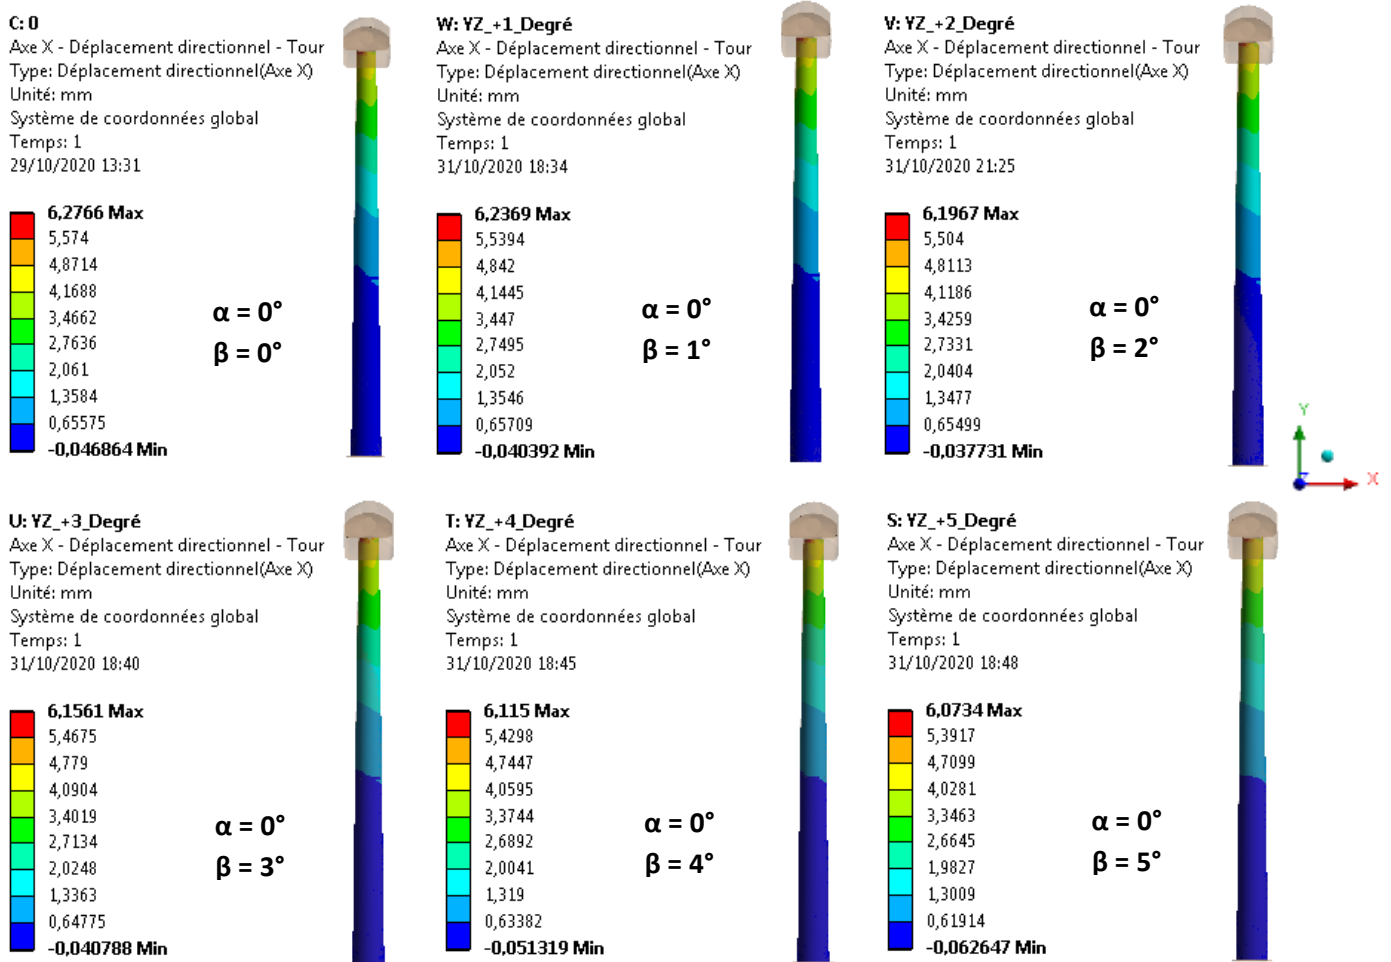 C: 0
Axe X - Déplacement directionnel - Tour
Type: Déplacement directionnel(Axe X)
Unité: mm
Système de coordonnées global
Temps: 1
29/10/2020 13:31
6,2766 Max
5,574
4,8714
4,1688
3,4662
2,7636
2,061
1,3584
0,65575
-0,046864 Min
α = 0°
β = 0°
W: YZ_+1_Degré
Axe X - Déplacement directionnel - Tour
Type: Déplacement directionnel(Axe X)
Unité: mm
Système de coordonnées global
Temps: 1
31/10/2020 18:34
6,2369 Max
5,5394
4,842
4,1445
3,447
2,7495
2,052
1,3546
0,65709
-0,040392 Min
α = 0°
β = 1°
V: YZ_+2_Degré
Axe X - Déplacement directionnel - Tour
Type: Déplacement directionnel(Axe X)
Unité: mm
Système de coordonnées global
Temps: 1
31/10/2020 21:25
6,1967 Max
5,504
4,8113
4,1186
3,4259
2,7331
2,0404
1,3477
0,65499
-0,037731 Min
α = 0°
β = 2°
Y
Z
X
U: YZ_+3_Degré
Axe X - Déplacement directionnel - Tour
Type: Déplacement directionnel(Axe X)
Unité: mm
Système de coordonnées global
Temps: 1
31/10/2020 18:40
6,1561 Max
5,4675
4,779
4,0904
3,4019
2,7134
2,0248
1,3363
0,64775
-0,040788 Min
α = 0°
β = 3°
T: YZ_+4_Degré
Axe X - Déplacement directionnel - Tour
Type: Déplacement directionnel(Axe X)
Unité: mm
Système de coordonnées global
Temps: 1
31/10/2020 18:45
6,115 Max
5,4298
4,7447
4,0595
3,3744
2,6892
2,0041
1,319
0,63382
-0,051319 Min
α = 0°
β = 4°
S: YZ_+5_Degré
Axe X - Déplacement directionnel - Tour
Type: Déplacement directionnel(Axe X)
Unité: mm
Système de coordonnées global
Temps: 1
31/10/2020 18:48
6,0734 Max
5,3917
4,7099
4,0281
3,3463
2,6645
1,9827
1,3009
0,61914
-0,062647 Min
α = 0°
β = 5°